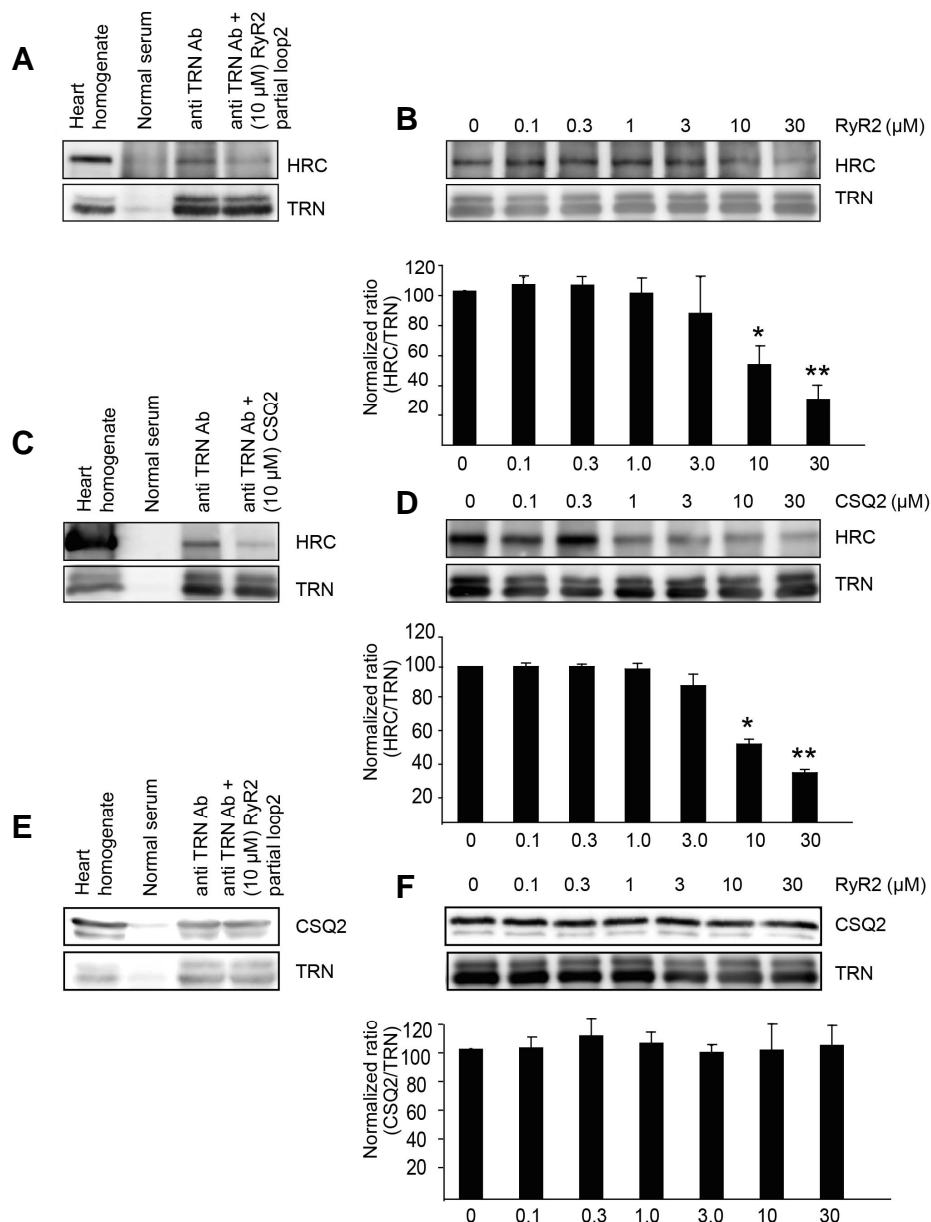 A
Heart
homogenate
Normal serum
anti TRN Ab
anti TRN Ab +
(10 µM) RyR2
partial loop2
HRC
TRN
B
0 0.1 0.3 1 3 10 30 RyR2 (µM)
HRC
TRN
Normalized ratio
(HRC/TRN)
120
100
80
60
40
20
*
**
0 0.1 0.3 1.0 3.0 10 30
C
Heart
homogenate
Normal serum
anti TRN Ab
anti TRN Ab +
(10 µM) CSQ2
HRC
TRN
D
0 0.1 0.3 1 3 10 30 CSQ2 (µM)
HRC
TRN
Normalized ratio
(HRC/TRN)
120
100
80
60
40
20
*
**
0 0.1 0.3 1.0 3.0 10 30
E
Heart
homogenate
Normal serum
anti TRN Ab
anti TRN Ab +
(10 µM) RyR2
partial loop2
CSQ2
TRN
F
0 0.1 0.3 1 3 10 30 RyR2 (µM)
CSQ2
TRN
Normalized ratio
(CSQ2/TRN)
120
100
80
60
40
20
0 0.1 0.3 1.0 3.0 10 30